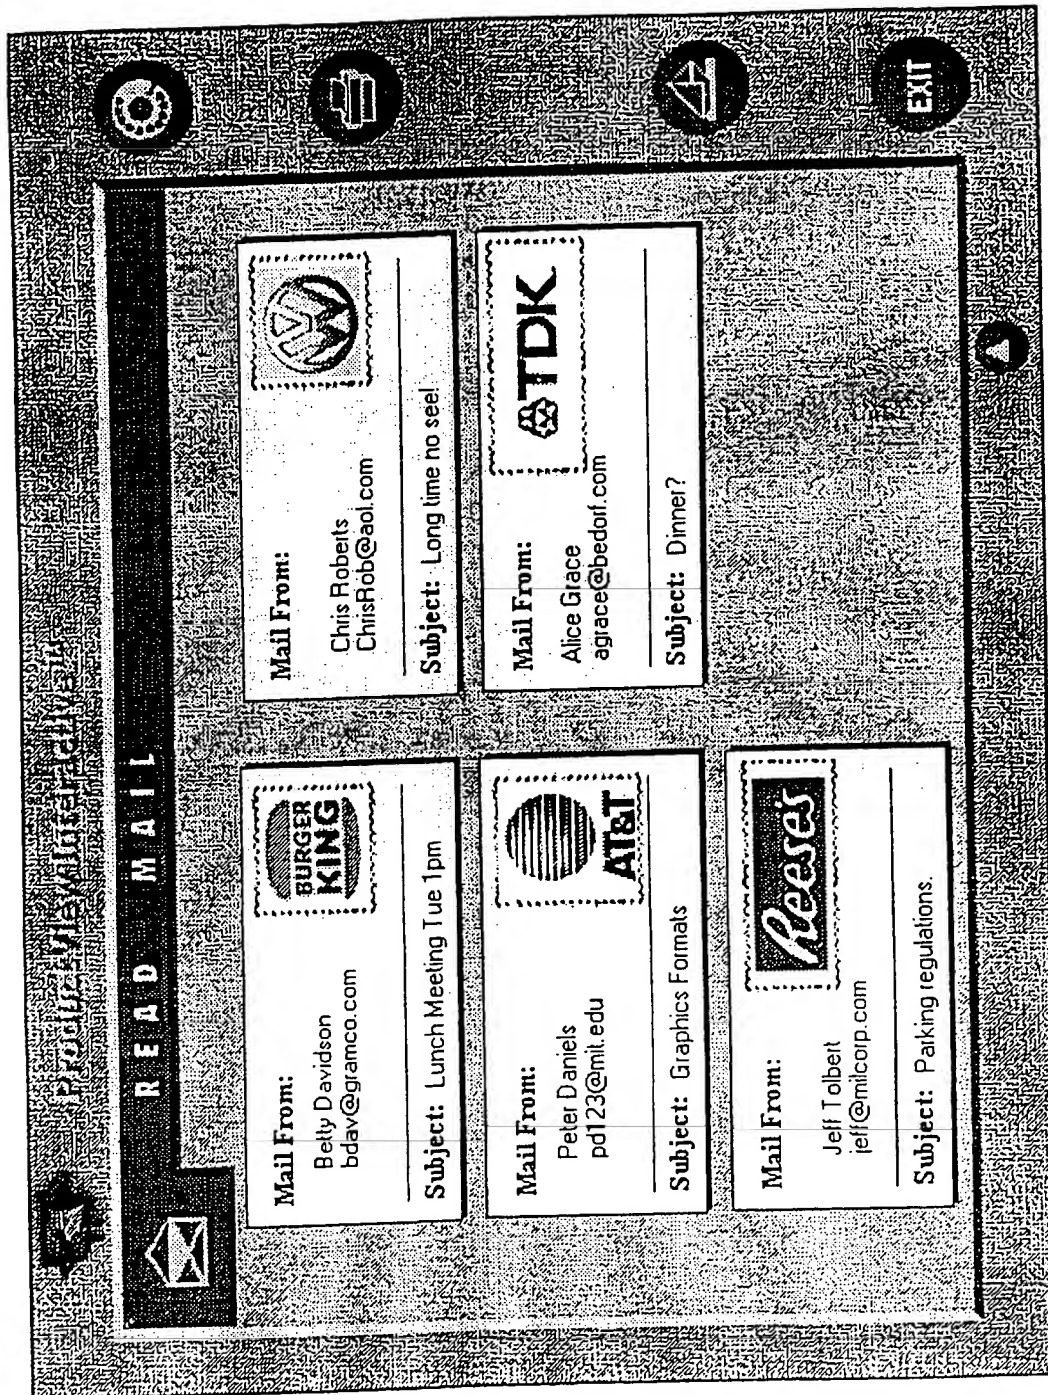 ProductViewInteractive
READ MAIL
Mail From:
Betty Davidson
bdav@gramco.com
Subject: Lunch Meeting Tue 1pm
BURGER
KING
Mail From:
Chris Roberts
ChrisRob@aol.com
Subject: Long time no see!
Mail From:
Peter Daniels
pd123@mit.edu
Subject: Graphics Formats
AT&T
Mail From:
Alice Grace
agrace@bedorf.com
Subject: Dinner?
TDK
Mail From:
Jeff Tolbert
jeff@milcorp.com
Subject: Parking regulations.
Reese's
EXIT